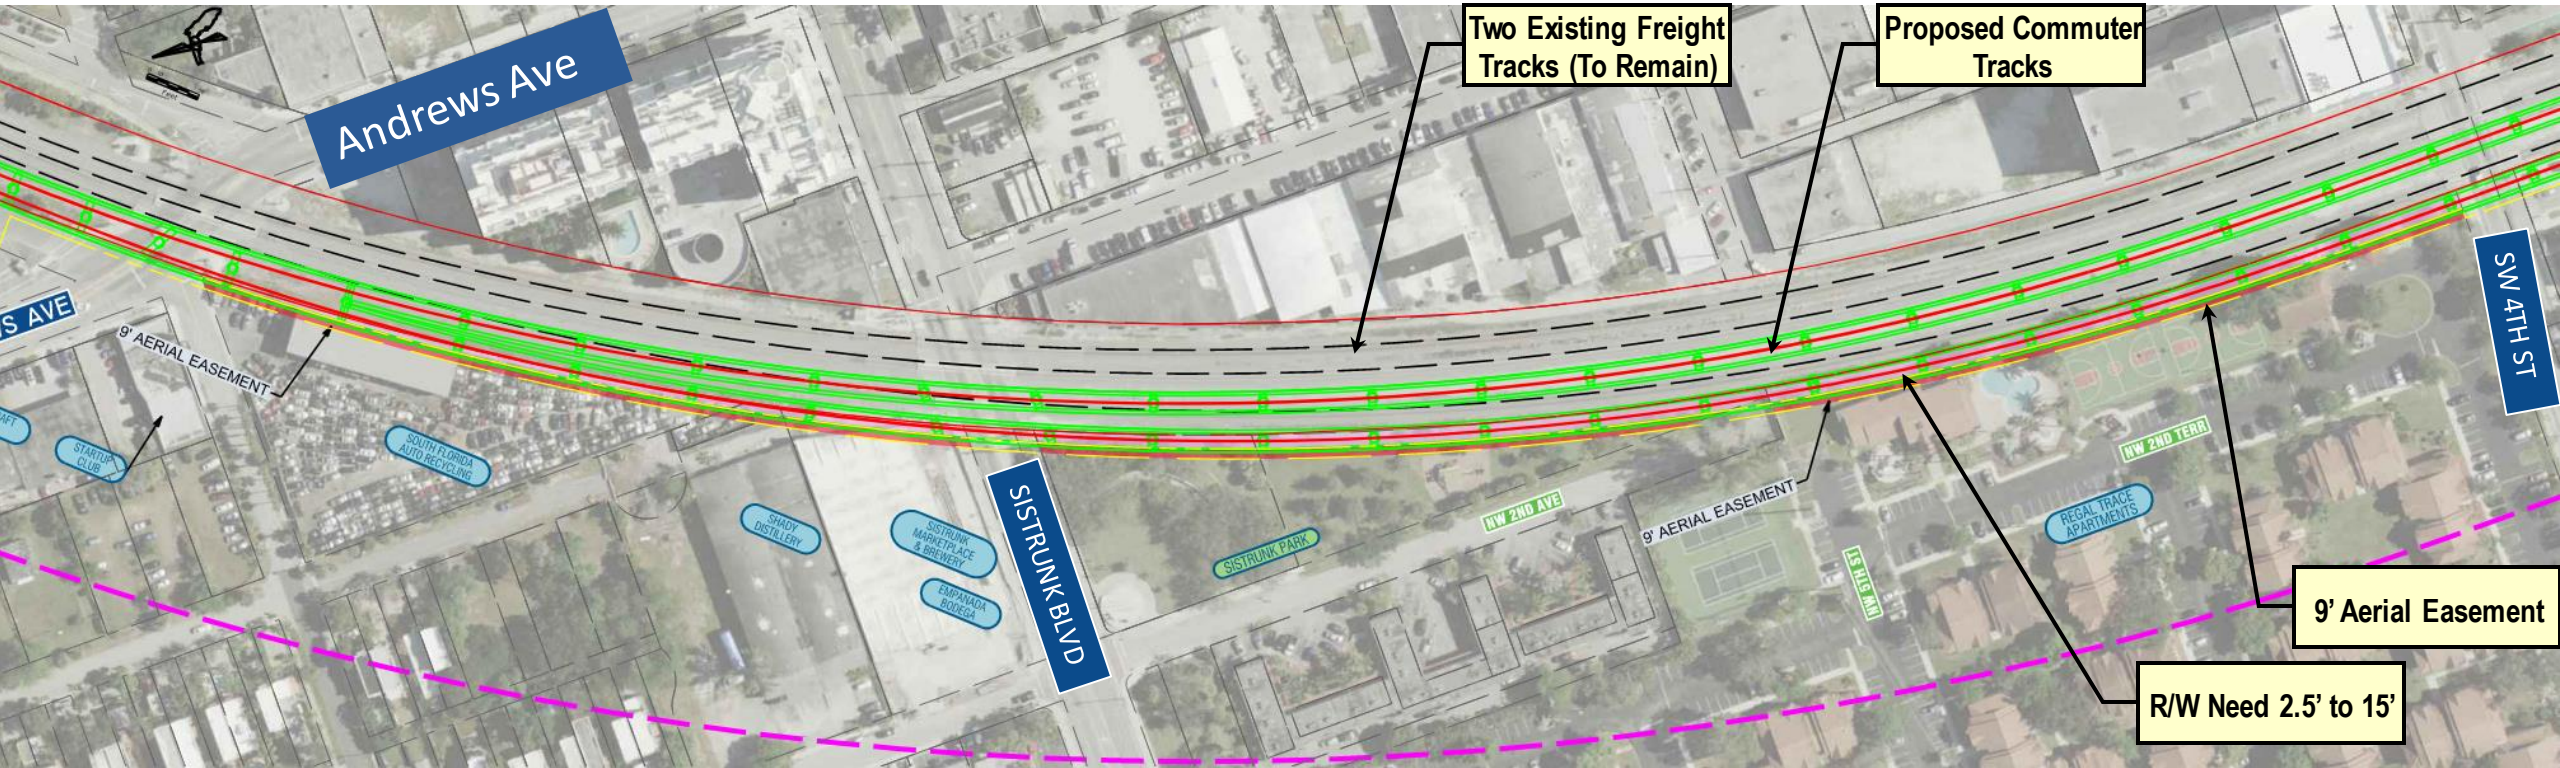 Two Existing Freight
Tracks (To Remain)
Proposed Commuter
Tracks
Andrews Ave
Feet
S AVE
9' AERIAL EASEMENT
AFT
STARTUP
CLUB
SOUTH FLORIDA
AUTO RECYCLING
SHADY
DISTILLERY
SISTRUNK
MARKETPLACE
& BREWERY
EMPANADA
BODEGA
SISTRUNK BLVD
SISTRUNK PARK
NW 2ND AVE
9' AERIAL EASEMENT
NW 5TH ST
NW 2ND TERR
REGAL TRACE
APARTMENTS
SW 4TH ST
9’ Aerial Easement
R/W Need 2.5’ to 15’